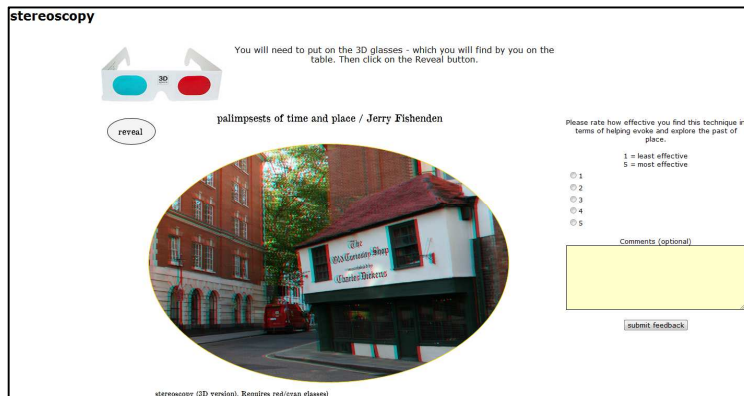 stereoscopy
You will need to put on the 3D glasses - which you will find by you on the
table. Then click on the Reveal button.
3D
reveal
palimpsests of time and place / Jerry Fishenden
Please rate how effective you find this technique in
terms of helping evoke and explore the past of
place.
1 = least effective
5 = most effective
1
2
3
4
5
The
Old Curiosity Shop
Charles Dickens
Comments (optional)
submit feedback
stereoscopy (3D version). Requires red/cyan glasses)